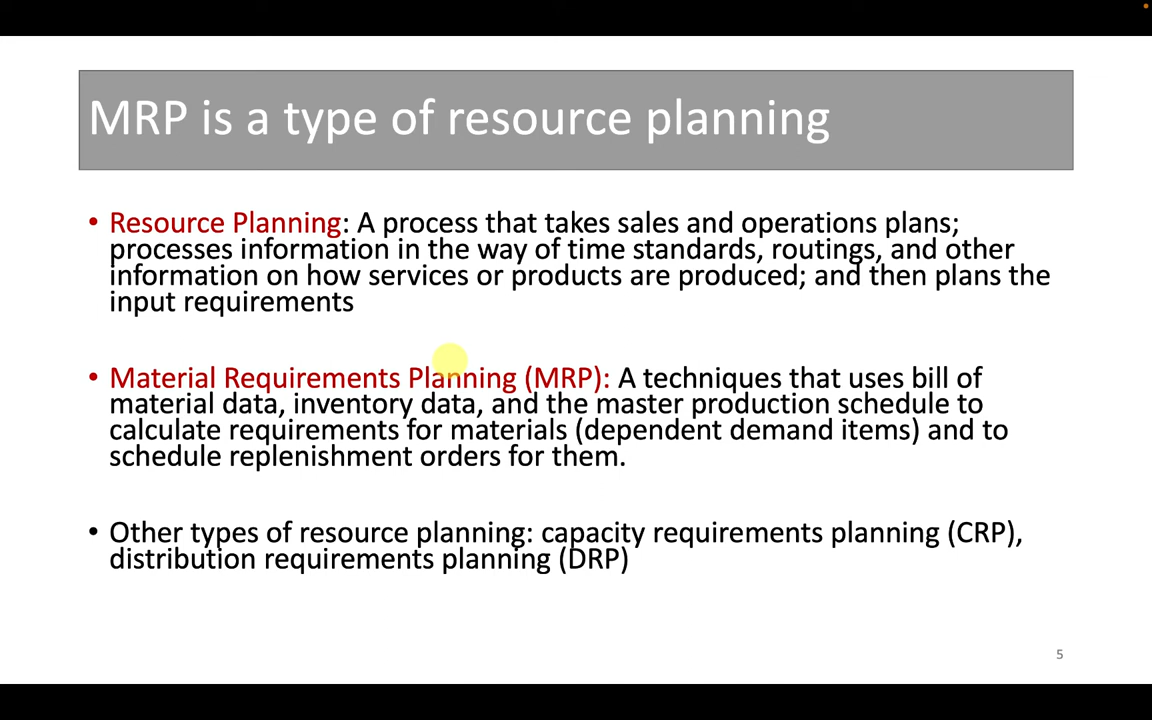 MRP is a type of resource planning
• Resource Planning: A process that takes sales and operations plans;
processes information in the way of time standards, routings, and other
information on how services or products are produced; and then plans the
input requirements
• Material Requirements Planning (MRP): A techniques that uses bill of
material data, inventory data, and the master production schedule to
calculate requirements for materials (dependent demand items) and to
schedule replenishment orders for them.
• Other types of resource planning: capacity requirements planning (CRP),
distribution requirements planning (DRP)
5